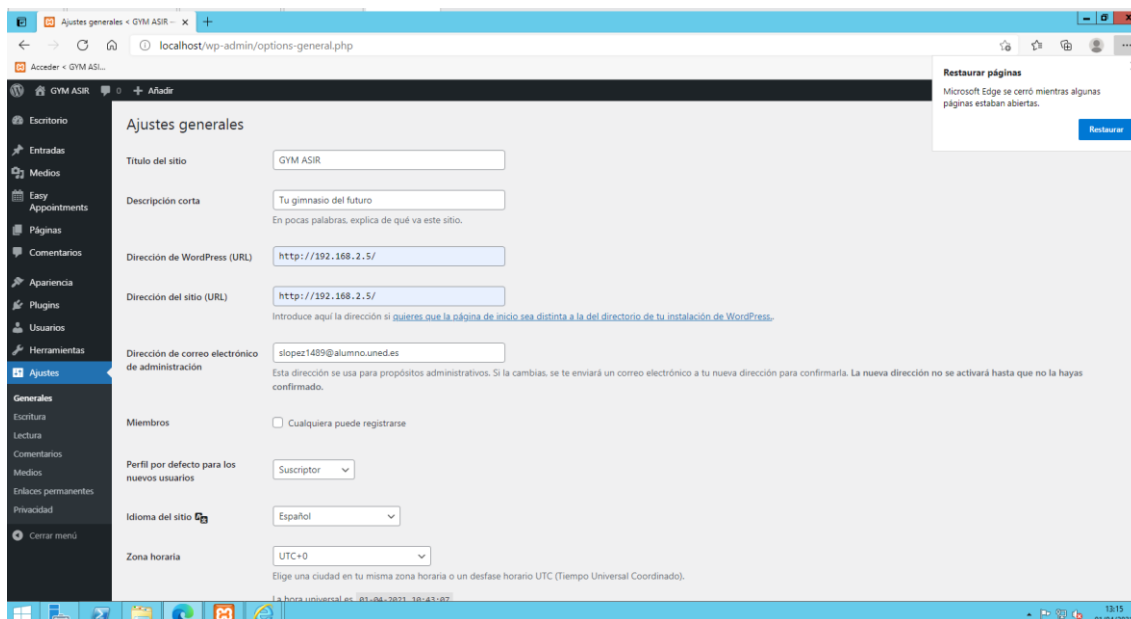 Ajustes generales < GYM ASIR —
localhost/wp-admin/options-general.php
Acceder < GYM ASI...
Restaurar páginas
Microsoft Edge se cerró mientras algunas
páginas estaban abiertas.
Restaurar
GYM ASIR 0 + Añadir
Escritorio
Entradas
Medios
Easy
Appointments
Páginas
Comentarios
Apariencia
Plugins
Usuarios
Herramientas
Ajustes
Generales
Escritura
Lectura
Comentarios
Medios
Enlaces permanentes
Privacidad
Cerrar menú
Ajustes generales
Título del sitio
GYM ASIR
Descripción corta
Tu gimnasio del futuro
En pocas palabras, explica de qué va este sitio.
Dirección de WordPress (URL)
http://192.168.2.5/
Dirección del sitio (URL)
http://192.168.2.5/
Introduce aquí la dirección si quieres que la página de inicio sea distinta a la del directorio de tu instalación de WordPress..
Dirección de correo electrónico
de administración
slopez1489@alumno.uned.es
Esta dirección se usa para propósitos administrativos. Si la cambias, se te enviará un correo electrónico a tu nueva dirección para confirmarla. La nueva dirección no se activará hasta que no la hayas
confirmado.
Miembros
Cualquiera puede registrarse
Perfil por defecto para los
nuevos usuarios
Suscriptor
Idioma del sitio
Español
Zona horaria
UTC+0
Elige una ciudad en tu misma zona horaria o un desfase horario UTC (Tiempo Universal Coordinado).
La hora universal es 01-04-2021 10:43:07
13:15